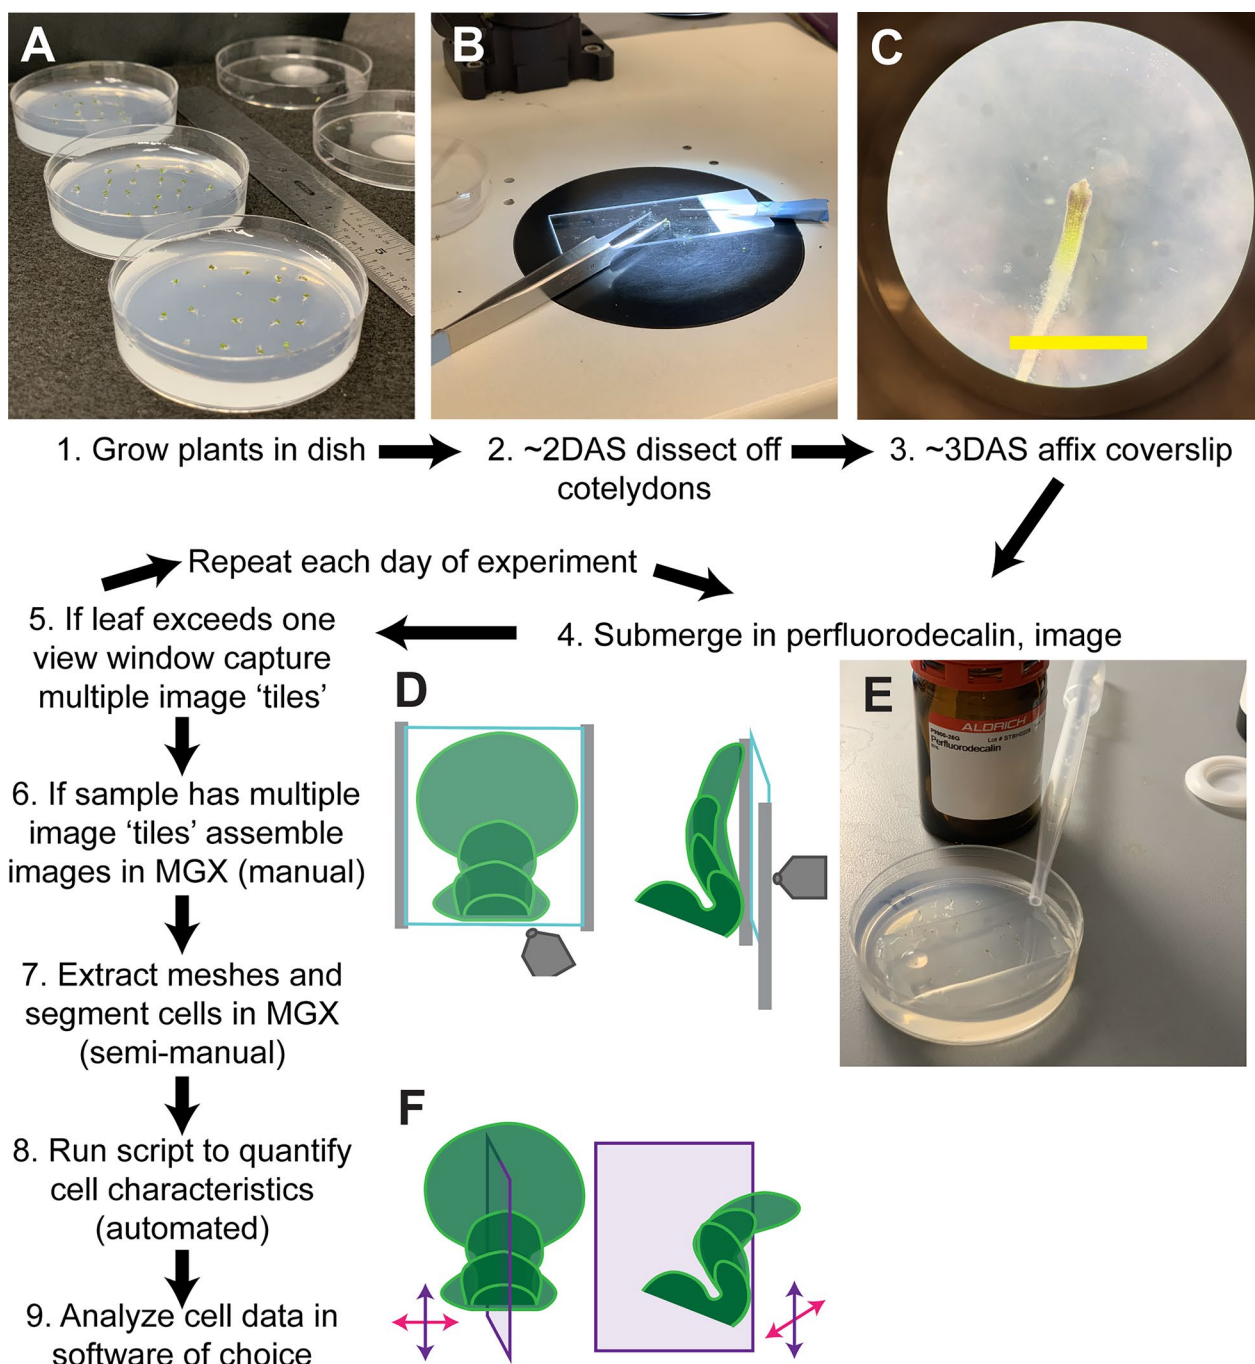 A
B
C
1. Grow plants in dish
2. ~2DAS dissect off
cotelydons
3. ~3DAS affix coverslip
Repeat each day of experiment
4. Submerge in perfluorodecalin, image
5. If leaf exceeds one
view window capture
multiple image ‘tiles’
D
E
ALDRICH
Perfluorodecalin
6. If sample has multiple
image ‘tiles’ assemble
images in MGX (manual)
7. Extract meshes and
segment cells in MGX
(semi-manual)
F
8. Run script to quantify
cell characteristics
(automated)
9. Analyze cell data in
software of choice